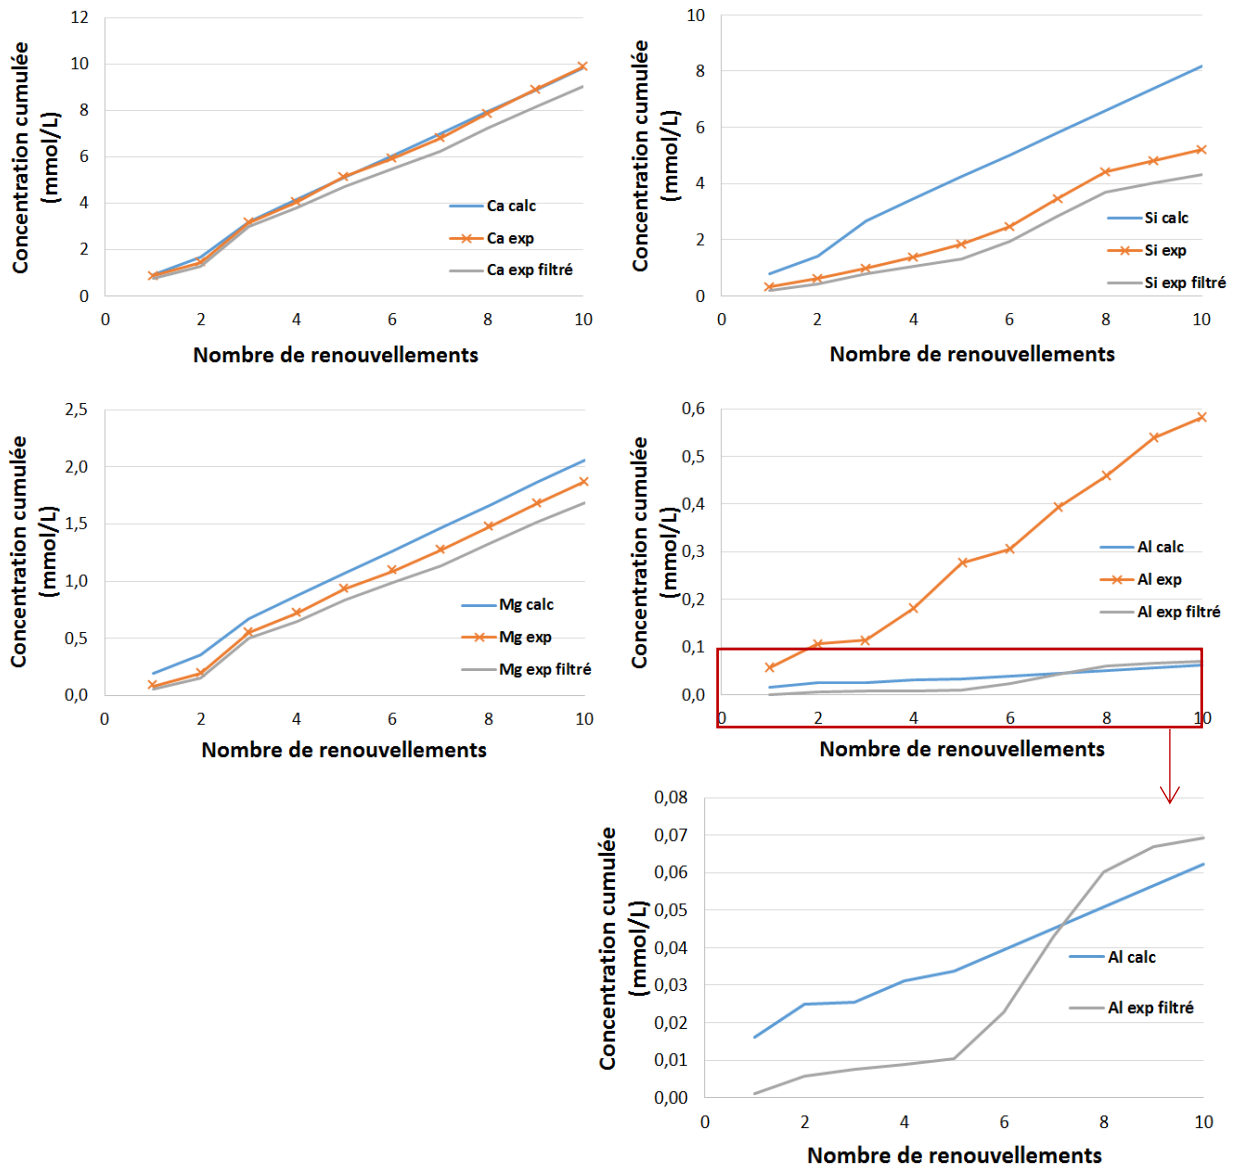 Concentration cumulée
(mmol/L)
12
10
8
6
4
2
0
0 2 4 6 8 10
Nombre de renouvellements
Ca calc
Ca exp
Ca exp filtré
Concentration cumulée
(mmol/L)
10
8
6
4
2
0
0 2 4 6 8 10
Nombre de renouvellements
Si calc
Si exp
Si exp filtré
Concentration cumulée
(mmol/L)
2,5
2,0
1,5
1,0
0,5
0,0
0 2 4 6 8 10
Nombre de renouvellements
Mg calc
Mg exp
Mg exp filtré
Concentration cumulée
(mmol/L)
0,6
0,5
0,4
0,3
0,2
0,1
0,0
0 2 4 6 8 10
Nombre de renouvellements
Al calc
Al exp
Al exp filtré
Concentration cumulée
(mmol/L)
0,08
0,07
0,06
0,05
0,04
0,03
0,02
0,01
0,00
0 2 4 6 8 10
Nombre de renouvellements
Al calc
Al exp filtré